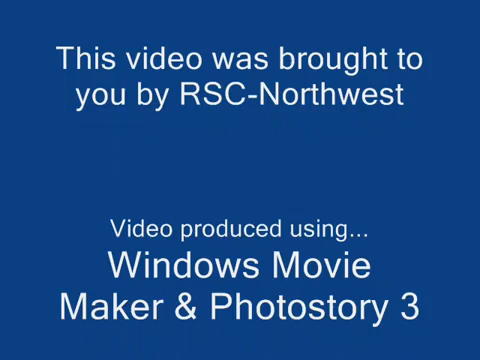 This video was brought to
you by RSC-Northwest
Video produced using...
Windows Movie
Maker & Photostory 3